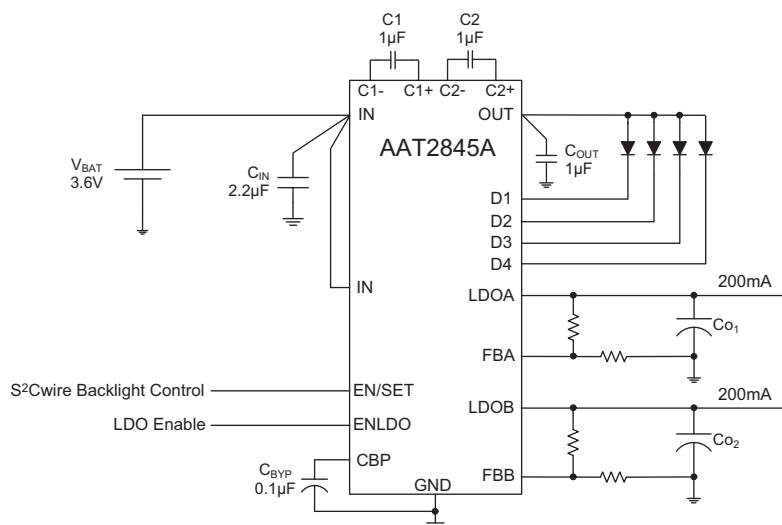 C1
1µF
C2
1µF
C1-
C1+
C2-
C2+
IN
OUT
AAT2845A
V_BAT
3.6V
C_IN
2.2µF
C_OUT
1µF
D1
D2
D3
D4
IN
LDOA
200mA
Co₁
FBA
S²Cwire Backlight Control
EN/SET
LDOB
200mA
LDO Enable
ENLDO
Co₂
CBP
C_BYP
0.1µF
FBB
GND